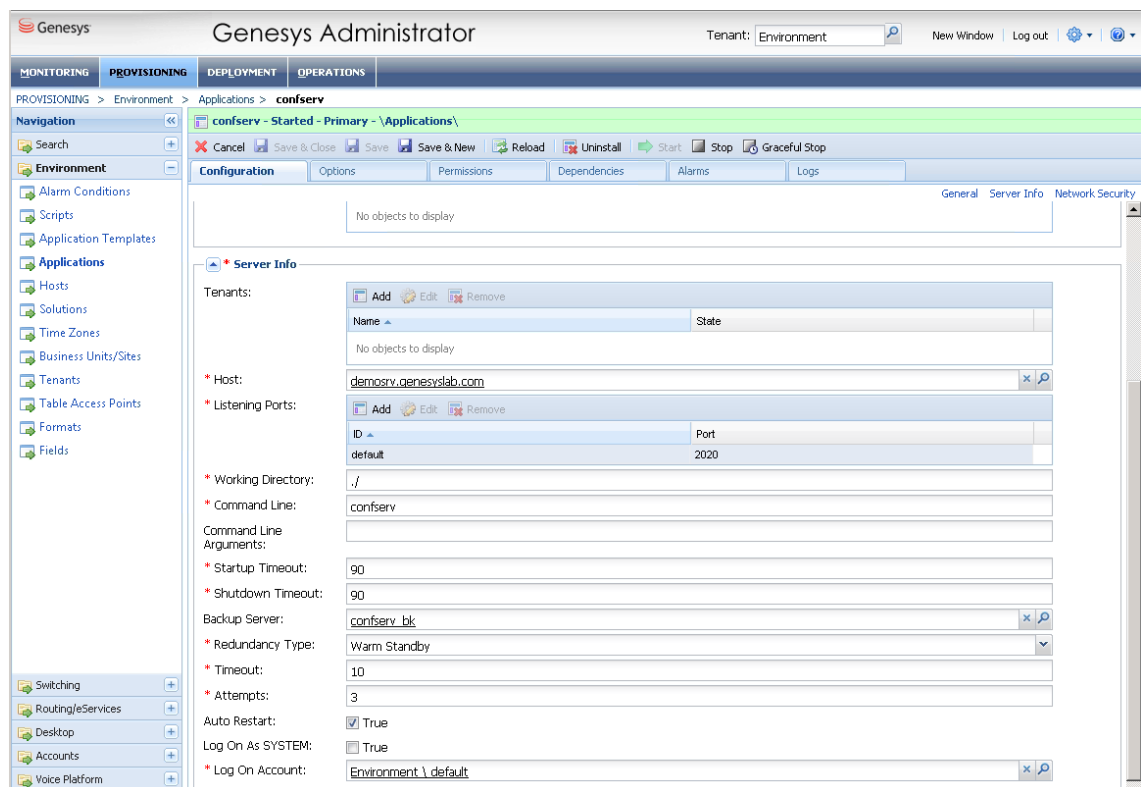 Genesys
Genesys Administrator
Tenant: Environment
New Window | Log out
MONITORING PROVISIONING DEPLOYMENT OPERATIONS
PROVISIONING > Environment > Applications > confserv
Navigation
Search
Environment
Alarm Conditions
Scripts
Application Templates
Applications
Hosts
Solutions
Time Zones
Business Units/Sites
Tenants
Table Access Points
Formats
Fields
Switching
Routing/eServices
Desktop
Accounts
Voice Platform
confserv - Started - Primary - \Applications\
Cancel Save & Close Save Save & New Reload Uninstall Start Stop Graceful Stop
Configuration Options Permissions Dependencies Alarms Logs
General Server Info Network Security
No objects to display
* Server Info
Tenants:
Add Edit Remove
Name State
No objects to display
* Host: demosrv.genesyslab.com
* Listening Ports:
Add Edit Remove
ID Port
default 2020
* Working Directory: ./
* Command Line: confserv
Command Line
Arguments:
* Startup Timeout: 90
* Shutdown Timeout: 90
Backup Server: confserv_bk
* Redundancy Type: Warm Standby
* Timeout: 10
* Attempts: 3
Auto Restart: True
Log On As SYSTEM: True
* Log On Account: Environment \ default